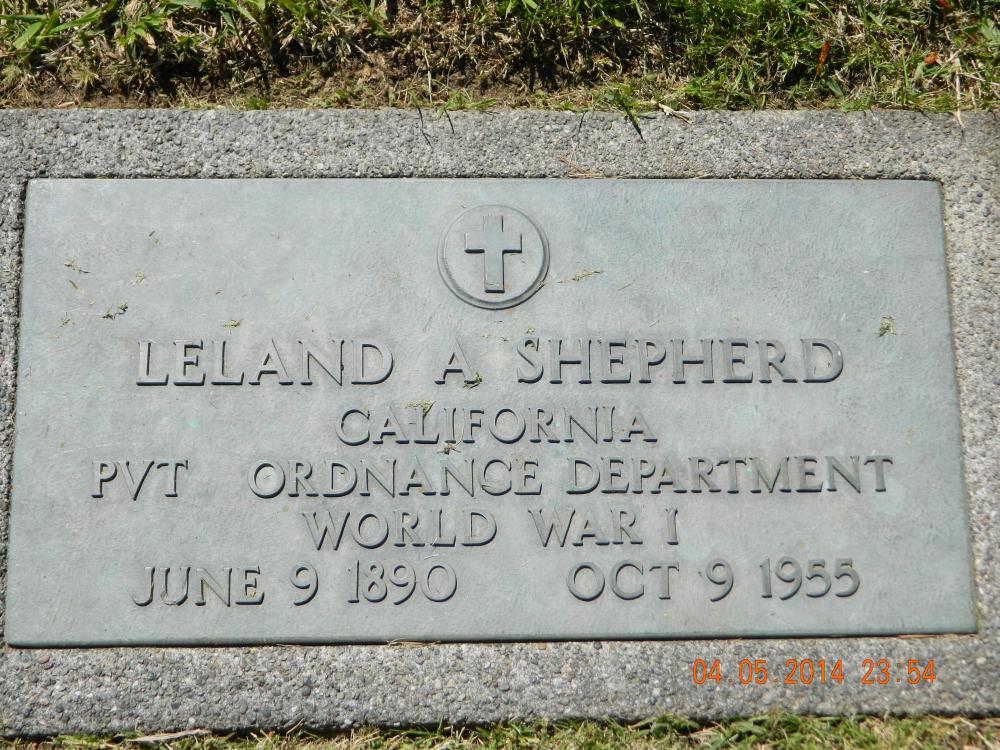 LELAND A SHEPHERD
CALIFORNIA
PVT ORDNANCE DEPARTMENT
WORLD WAR I
JUNE 9 1890 OCT 9 1955
04.05.2014 23:54